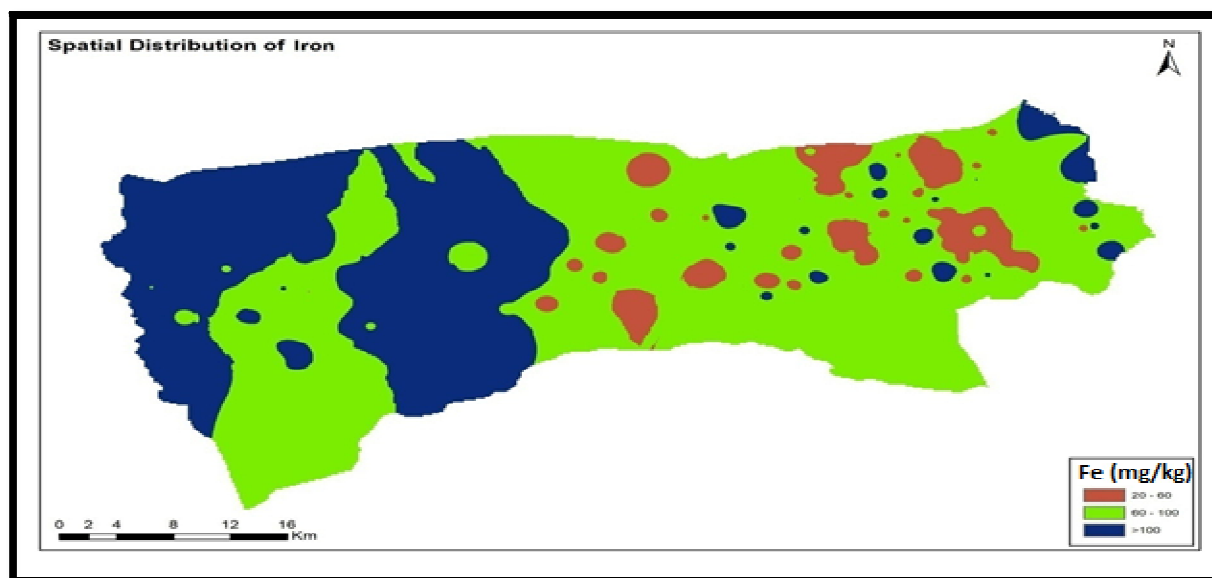 Spatial Distribution of Iron
N
Fe (mg/kg)
20 - 60
60 - 100
>100
0 2 4 8 12 16
Km